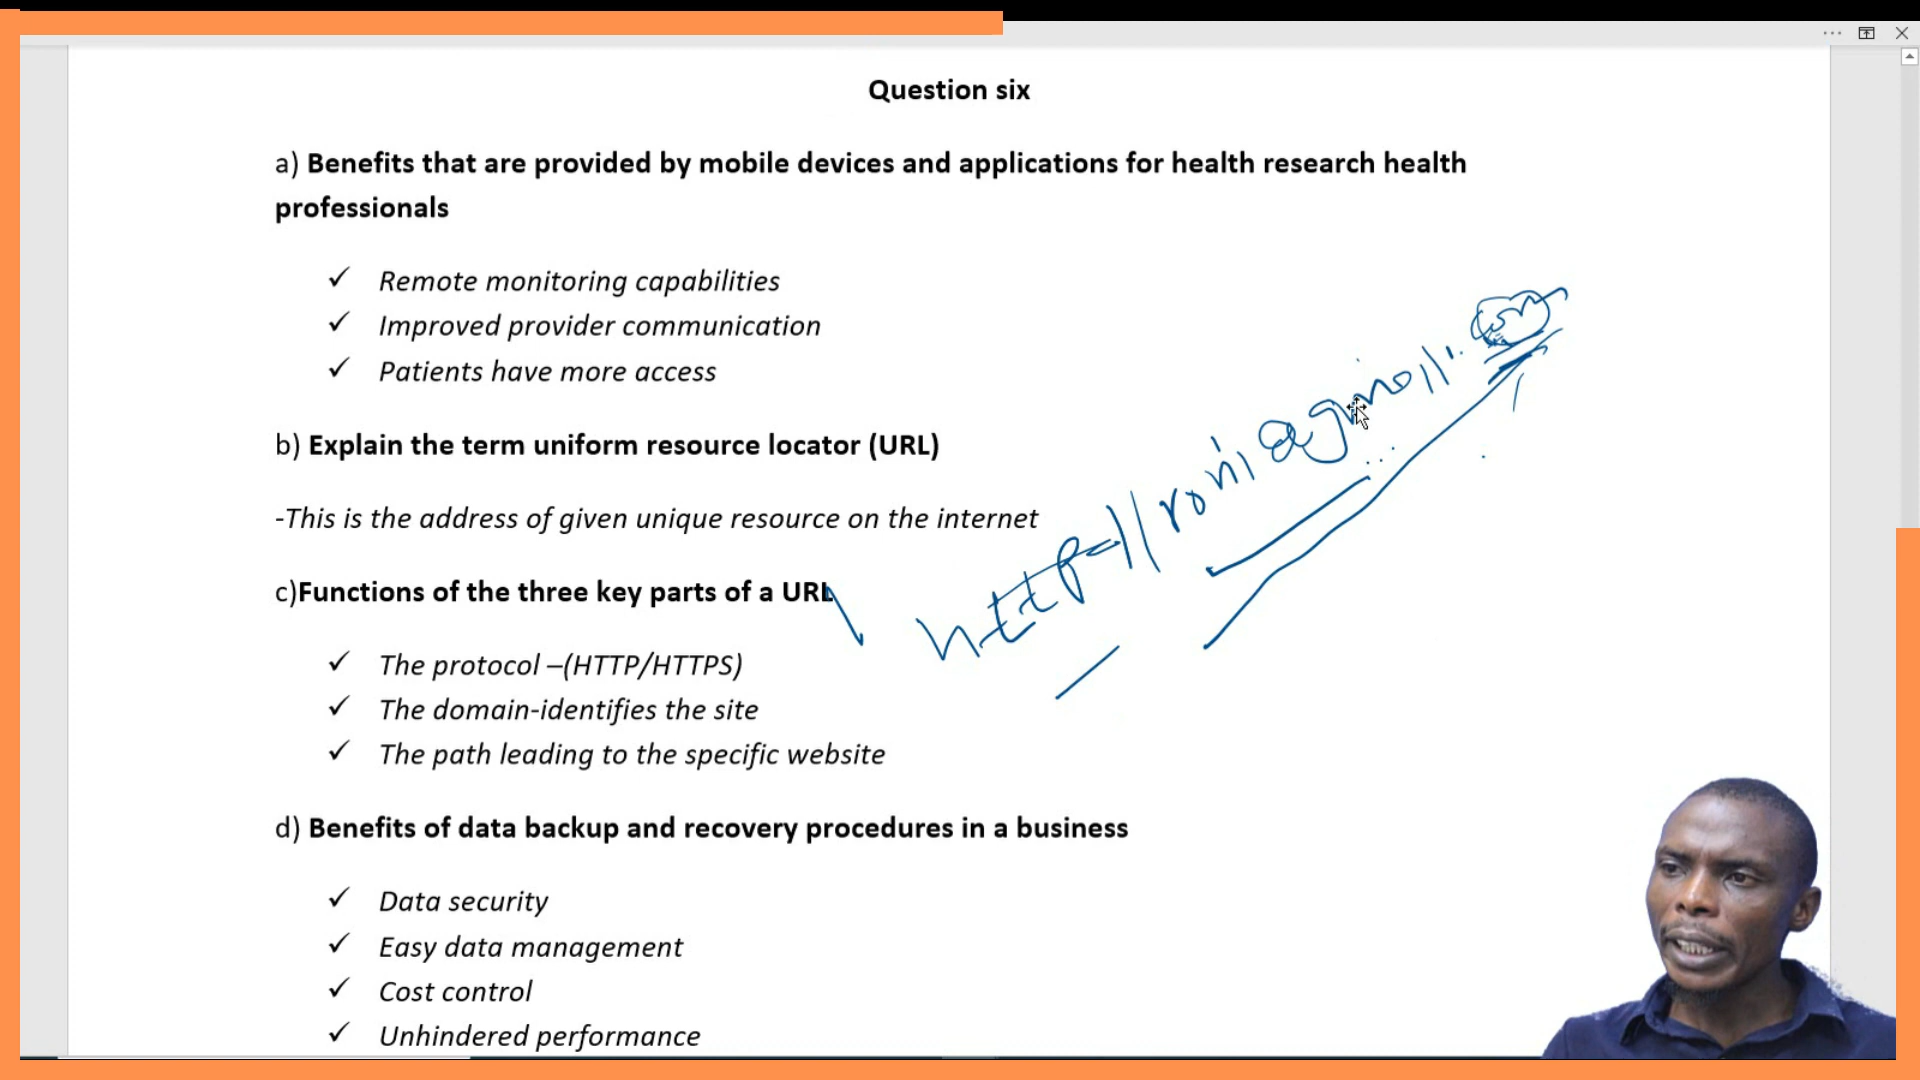 Question six
a) Benefits that are provided by mobile devices and applications for health research health
professionals
✓ Remote monitoring capabilities
✓ Improved provider communication
✓ Patients have more access
b) Explain the term uniform resource locator (URL)
-This is the address of given unique resource on the internet
c)Functions of the three key parts of a URL
✓ The protocol –(HTTP/HTTPS)
✓ The domain-identifies the site
✓ The path leading to the specific website
d) Benefits of data backup and recovery procedures in a business
✓ Data security
✓ Easy data management
✓ Cost control
✓ Unhindered performance